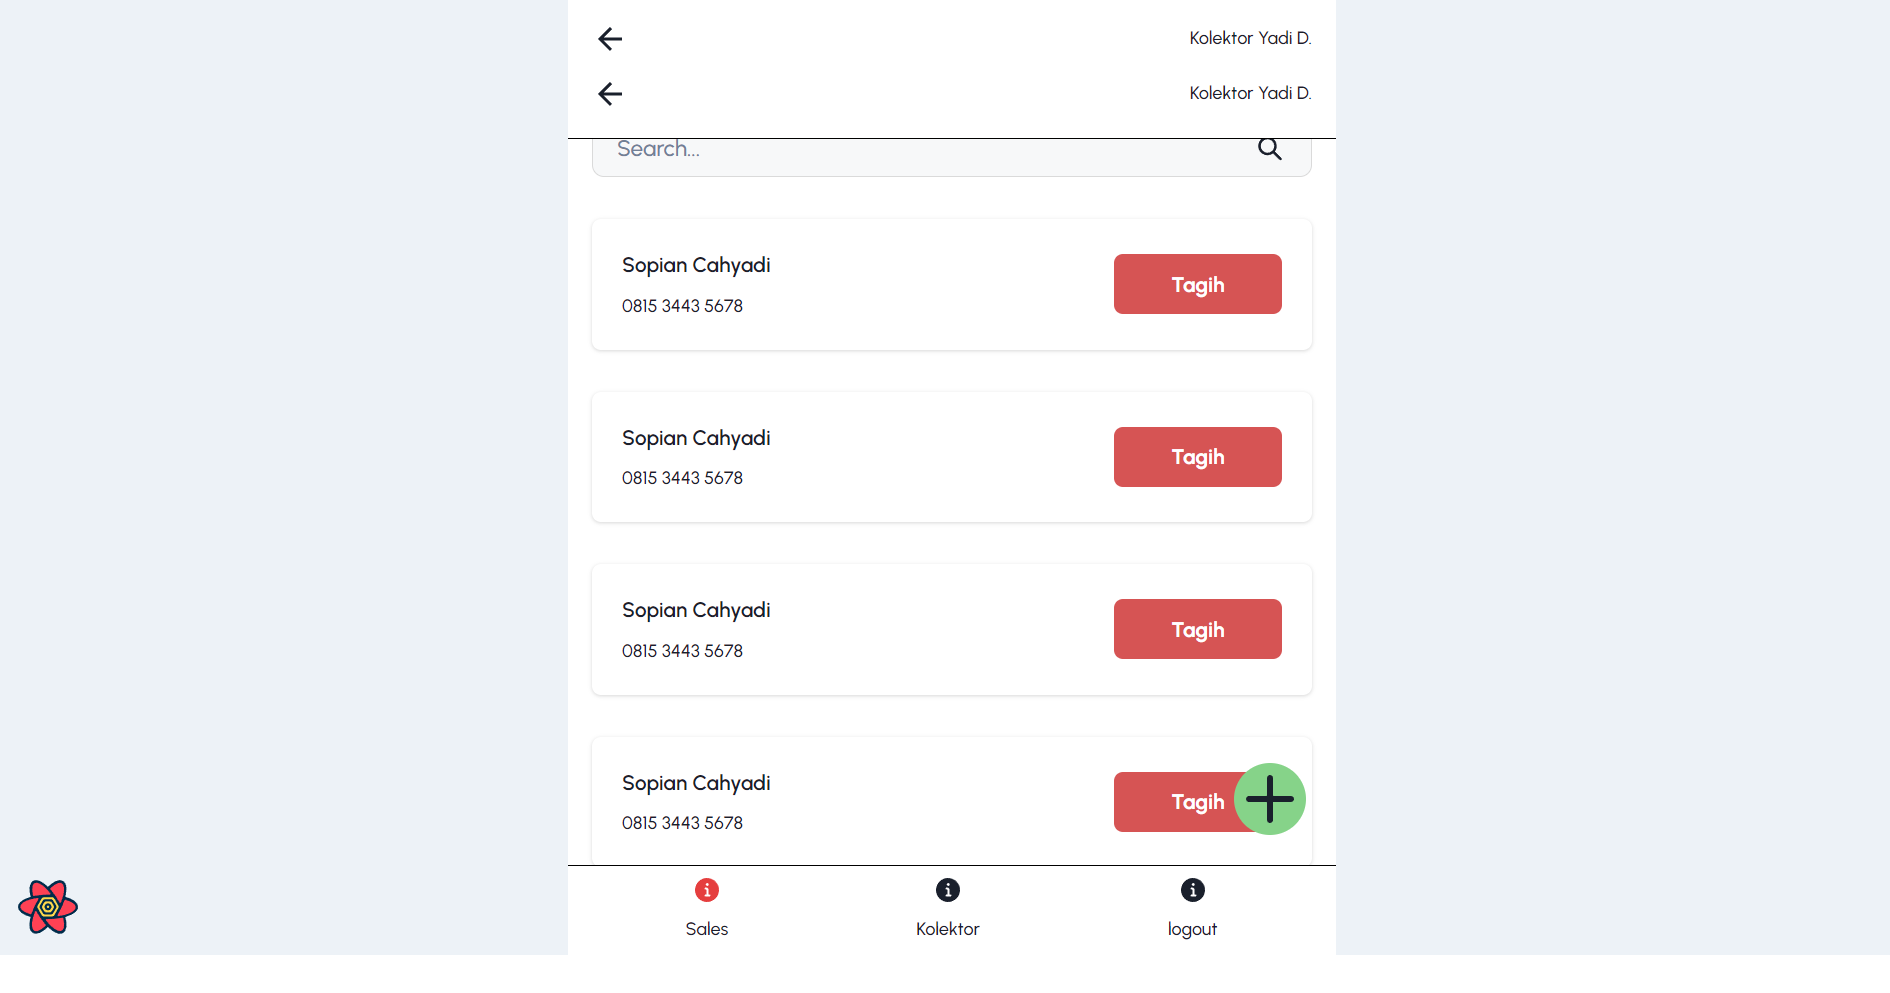 Kolektor Yadi D.
Kolektor Yadi D.
Search...
Sopian Cahyadi
0815 3443 5678
Tagih
Sopian Cahyadi
0815 3443 5678
Tagih
Sopian Cahyadi
0815 3443 5678
Tagih
Sopian Cahyadi
0815 3443 5678
Tagih
Sales
Kolektor
logout